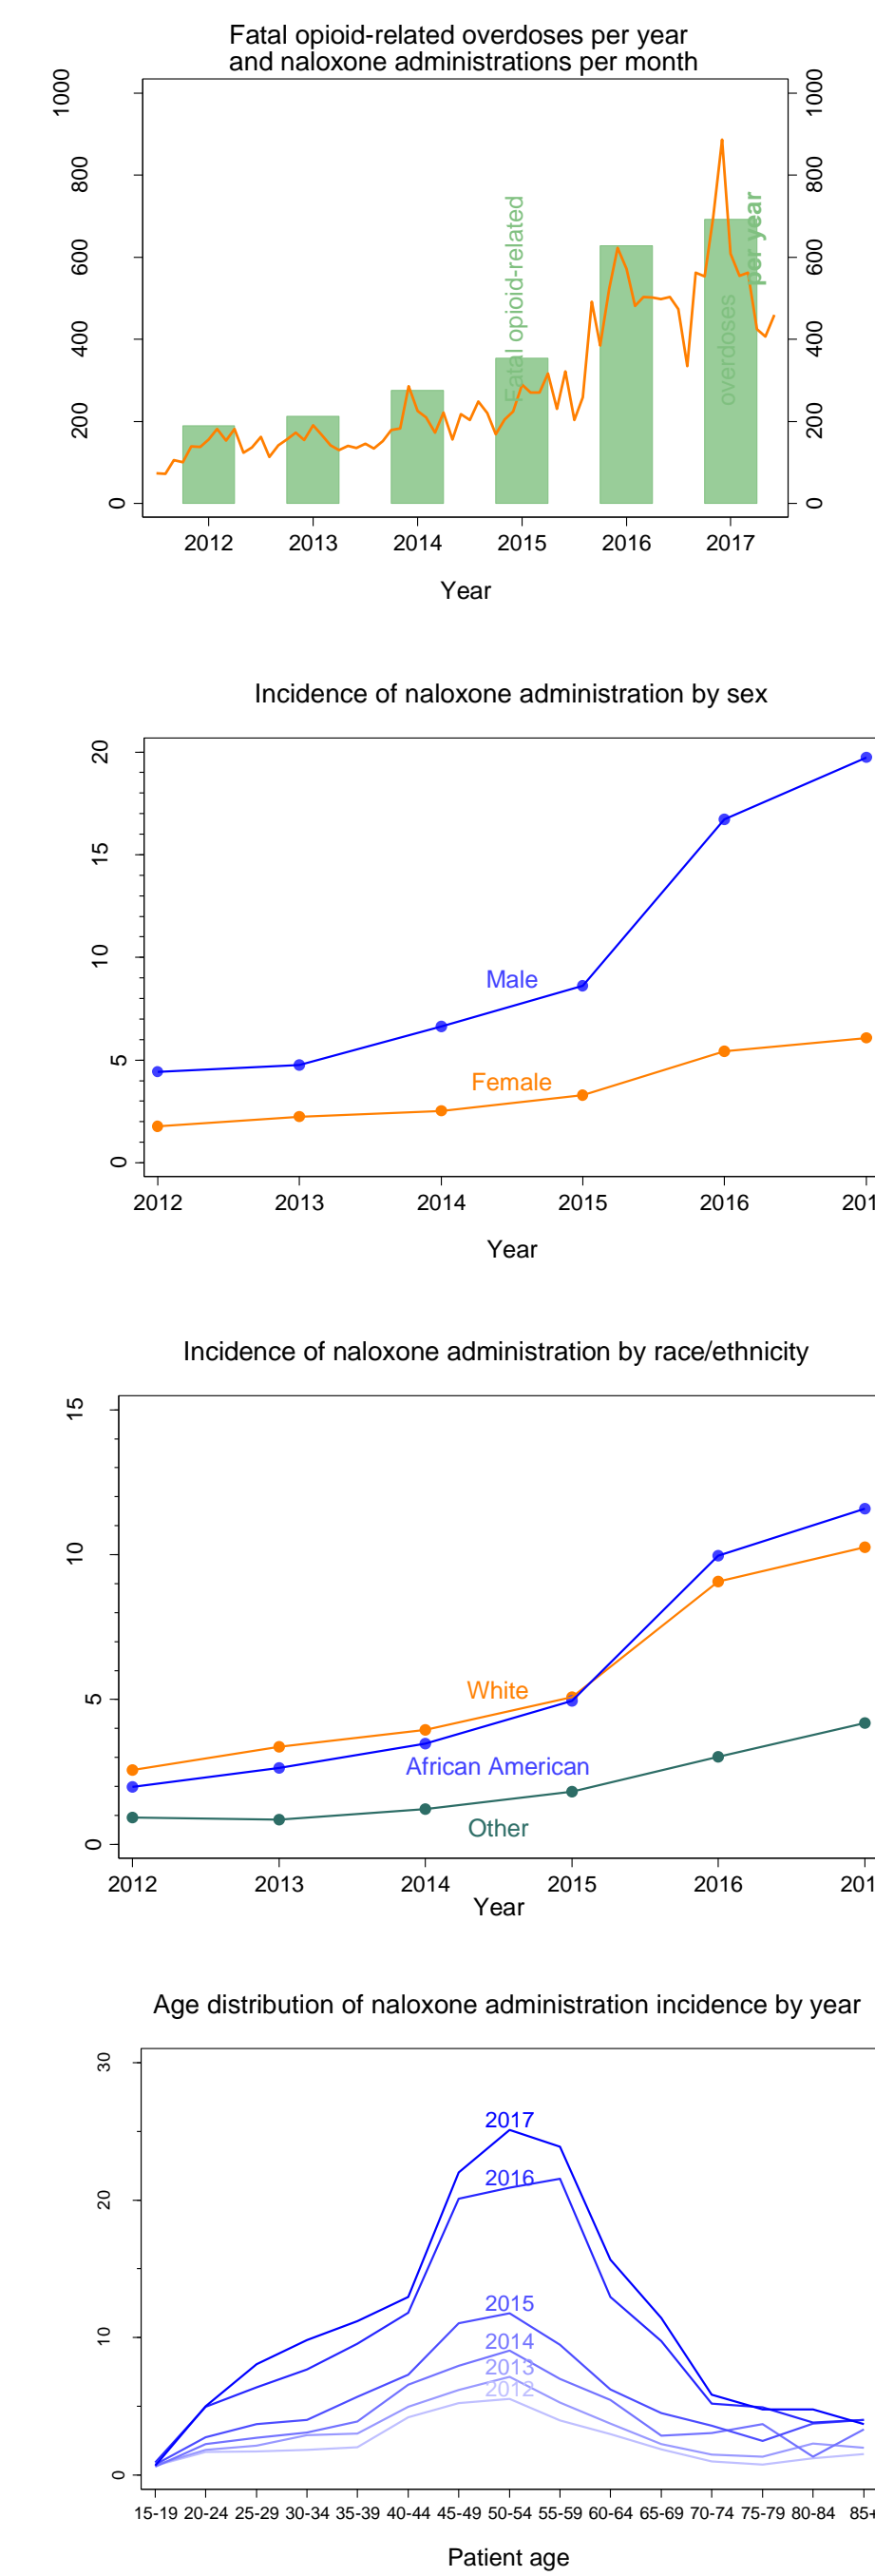 Fatal opioid-related overdoses per year
and naloxone administrations per month
1000
800
600
400
200
0
1000
800
600
400
200
0
Fatal opioid-related
overdoses
per year
2012 2013 2014 2015 2016 2017
Year
Incidence of naloxone administration by sex
20
15
10
5
0
Male
Female
2012 2013 2014 2015 2016 201
Year
Incidence of naloxone administration by race/ethnicity
15
10
5
0
White
African American
Other
2012 2013 2014 2015 2016 201
Year
Age distribution of naloxone administration incidence by year
30
20
10
0
2017
2016
2015
2014
2013
2012
15-19 20-24 25-29 30-34 35-39 40-44 45-49 50-54 55-59 60-64 65-69 70-74 75-79 80-84 85+
Patient age